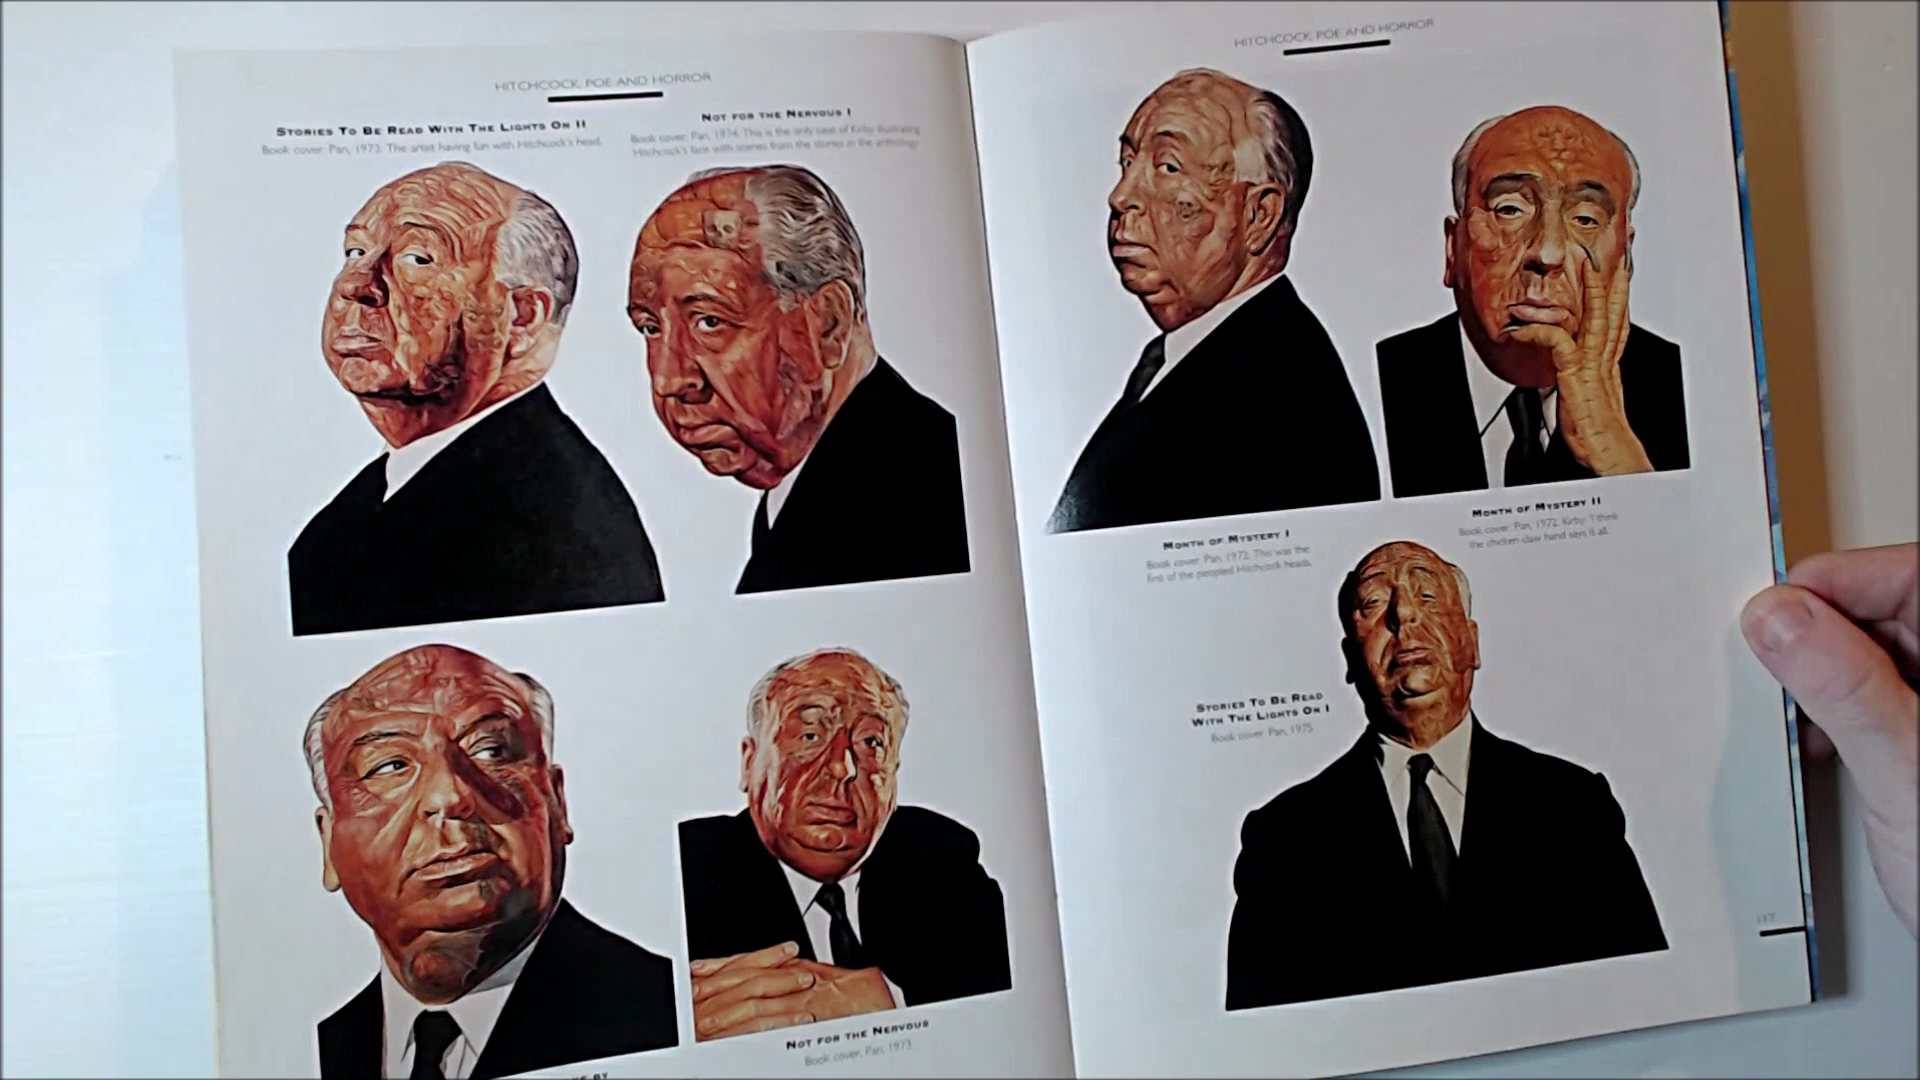 HITCHCOCK, POE AND HORROR
STORIES TO BE READ WITH THE LIGHTS ON II
Book cover: Pan, 1973. The artist having fun with Hitchcock's head.
NOT FOR THE NERVOUS I
Book cover: Pan, 1974. This is the only case of Kirby illustrating
Hitchcock's face with scenes from the stories in the anthology.
NOT FOR THE NERVOUS
Book cover: Pan, 1973.
BY
HITCHCOCK, POE AND HORROR
MONTH OF MYSTERY I
Book cover: Pan, 1972. This was the
first of the peopled Hitchcock heads.
MONTH OF MYSTERY II
Book cover: Pan, 1972. Kirby: 'I think
the chicken claw hand says it all.
STORIES TO BE READ
WITH THE LIGHTS ON I
Book cover: Pan, 1975.
117